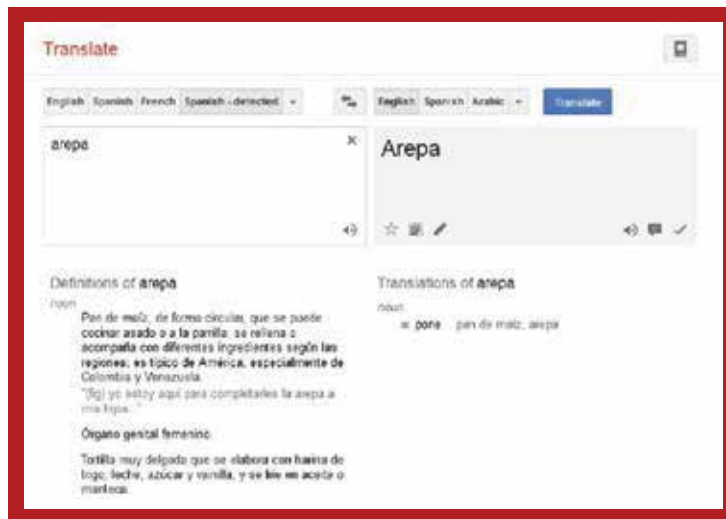 Translate
English Spanish French Spanish - detected
English Spanish Arabic Translate
arepa
Arepa
Definitions of arepa
noun
Pan de maíz, de forma circular, que se puede
cocinar asado o a la parrilla; se rellena o
acompaña con diferentes ingredientes según las
regiones; es típico de América, especialmente de
Colombia y Venezuela.
"(fig) yo estoy aquí para completarles la arepa a
mis hijos."
Órgano genital femenino.
Tortilla muy delgada que se elabora con harina de
trigo, leche, azúcar y vainilla, y se fríe en aceite o
manteca.
Translations of arepa
noun
pone pan de maíz, arepa